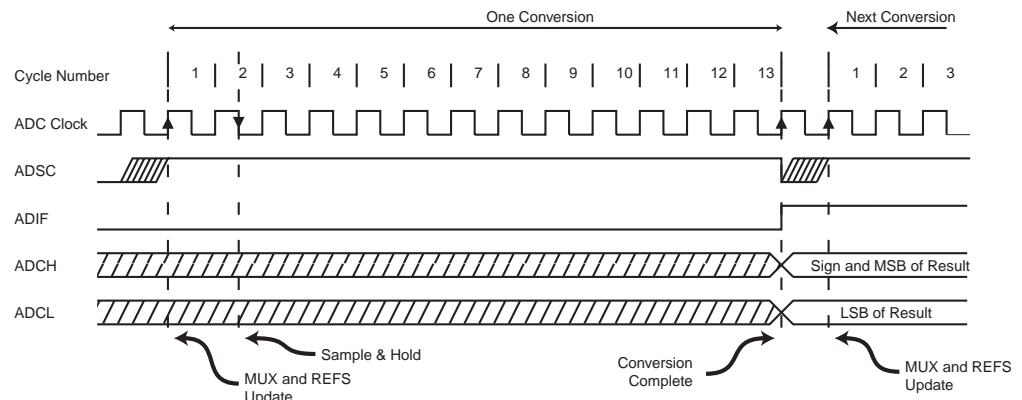 One Conversion Next Conversion
Cycle Number 1 2 3 4 5 6 7 8 9 10 11 12 13 1 2 3
ADC Clock
ADSC
ADIF
ADCH Sign and MSB of Result
ADCL LSB of Result
Sample & Hold
MUX and REFS
Update
Conversion
Complete
MUX and REFS
Update